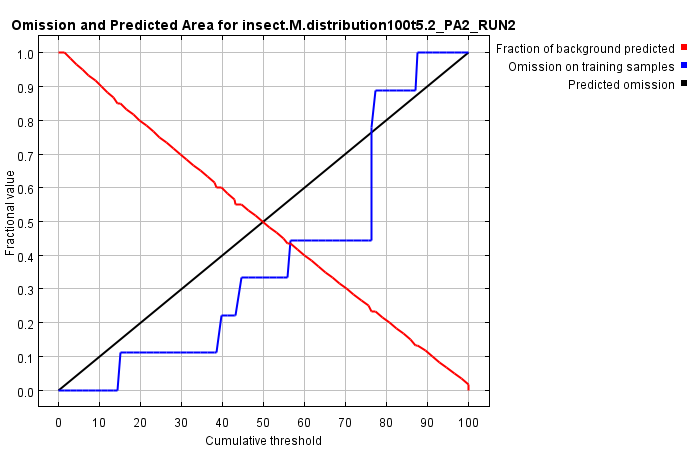 Omission and Predicted Area for insect.M.distribution100t5.2_PA2_RUN2
Fraction of background predicted
Omission on training samples
Predicted omission
Fractional value
1.0
0.9
0.8
0.7
0.6
0.5
0.4
0.3
0.2
0.1
0.0
0 10 20 30 40 50 60 70 80 90 100
Cumulative threshold